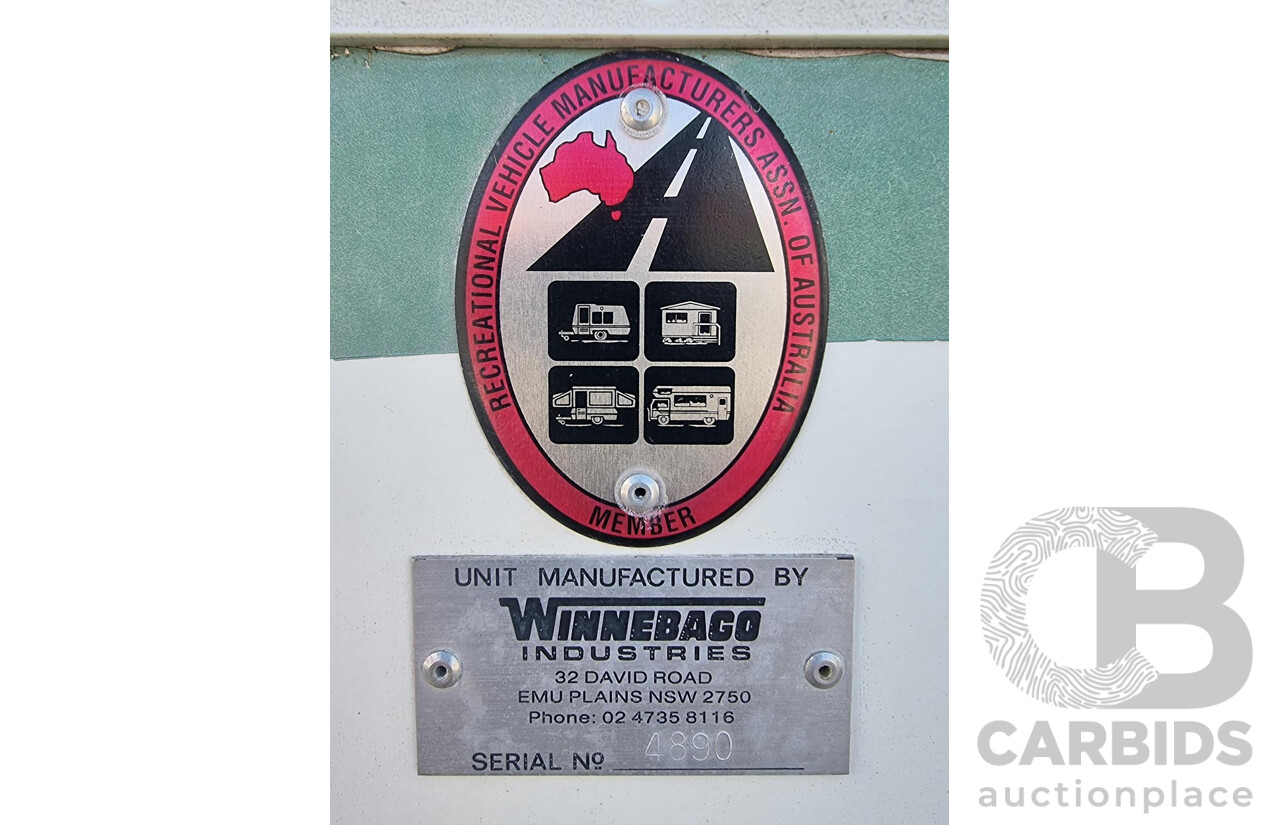 RECREATIONAL VEHICLE MANUFACTURERS ASSN. OF AUSTRALIA
MEMBER
UNIT MANUFACTURED BY
WINNEBAGO
INDUSTRIES
32 DAVID ROAD
EMU PLAINS NSW 2750
Phone: 02 4735 8116
SERIAL Nº 4890
CB
CARBIDS
auctionplace